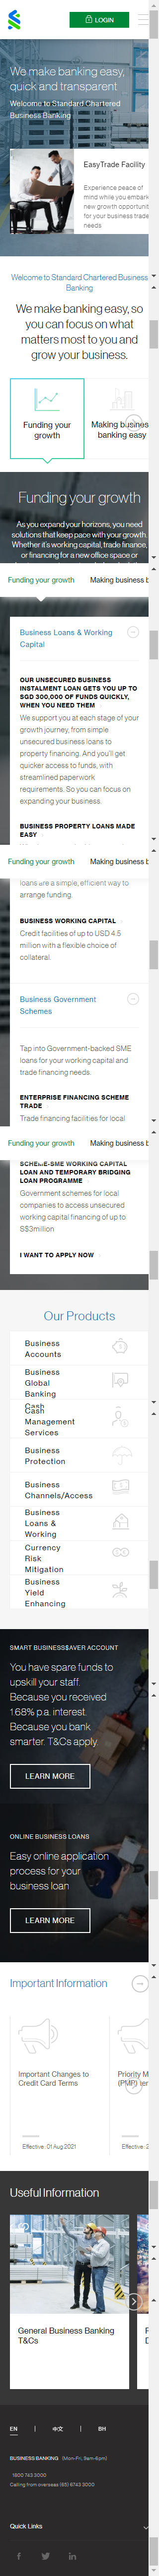 LOGIN
We make banking easy,
quick and transparent
Welcome to Standard Chartered
Business Banking
EasyTrade Facility
Experience peace of
mind while you embark
new growth opportunit
for your business trade
needs
Welcome to Standard Chartered Business
Banking
We make banking easy, so
you can focus on what
matters most to you and
grow your business.
Funding your
growth
Making business
banking easy
Funding your growth
As you expand your horizons, you need
solutions that keep pace with your growth.
Whether it's working capital, trade finance,
or financing for a new office space or
Funding your growth
Making business b
Business Loans & Working
Capital
OUR UNSECURED BUSINESS
INSTALMENT LOAN GETS YOU UP TO
SGD 300,000 OF FUNDS QUICKLY,
WHEN YOU NEED THEM
We support you at each stage of your
growth journey, from simple
unsecured business loans to
property financing. And you'll get
quicker access to funds, with
streamlined paperwork
requirements. So you can focus on
expanding your business.
BUSINESS PROPERTY LOANS MADE
EASY
Funding your growth
Making business b
loans are a simple, efficient way to
arrange funding.
BUSINESS WORKING CAPITAL
Credit facilities of up to USD 4.5
million with a flexible choice of
collateral.
Business Government
Schemes
Tap into Government-backed SME
loans for your working capital and
trade financing needs.
ENTERPRISE FINANCING SCHEME
TRADE
Trade financing facilities for local
Funding your growth
Making business b
SCHEME-SME WORKING CAPITAL
LOAN AND TEMPORARY BRIDGING
LOAN PROGRAMME
Government schemes for local
companies to access unsecured
working capital financing of up to
S$3million
I WANT TO APPLY NOW
Our Products
Business
Accounts
Business
Global
Banking
Cash
Cash
Management
Services
Business
Protection
Business
Channels/Access
Business
Loans &
Working
Currency
Risk
Mitigation
Business
Yield
Enhancing
SMART BUSINESS$AVER ACCOUNT
You have spare funds to
upskill your staff.
Because you received
1.68% p.a. interest.
Because you bank
smarter. T&Cs apply
LEARN MORE
ONLINE BUSINESS LOANS
Easy online application
process for your
business loan
LEARN MORE
Important Information
Important Changes to
Credit Card Terms
Effective : 01 Aug 2021
Priority M
(PMP) ter
Effective : 2
Useful Information
General Business Banking
T&Cs
EN
中文
BH
BUSINESS BANKING (Mon-Fri, 9am-6pm)
1800 743 3000
Calling from overseas (65) 6743 3000
Quick Links